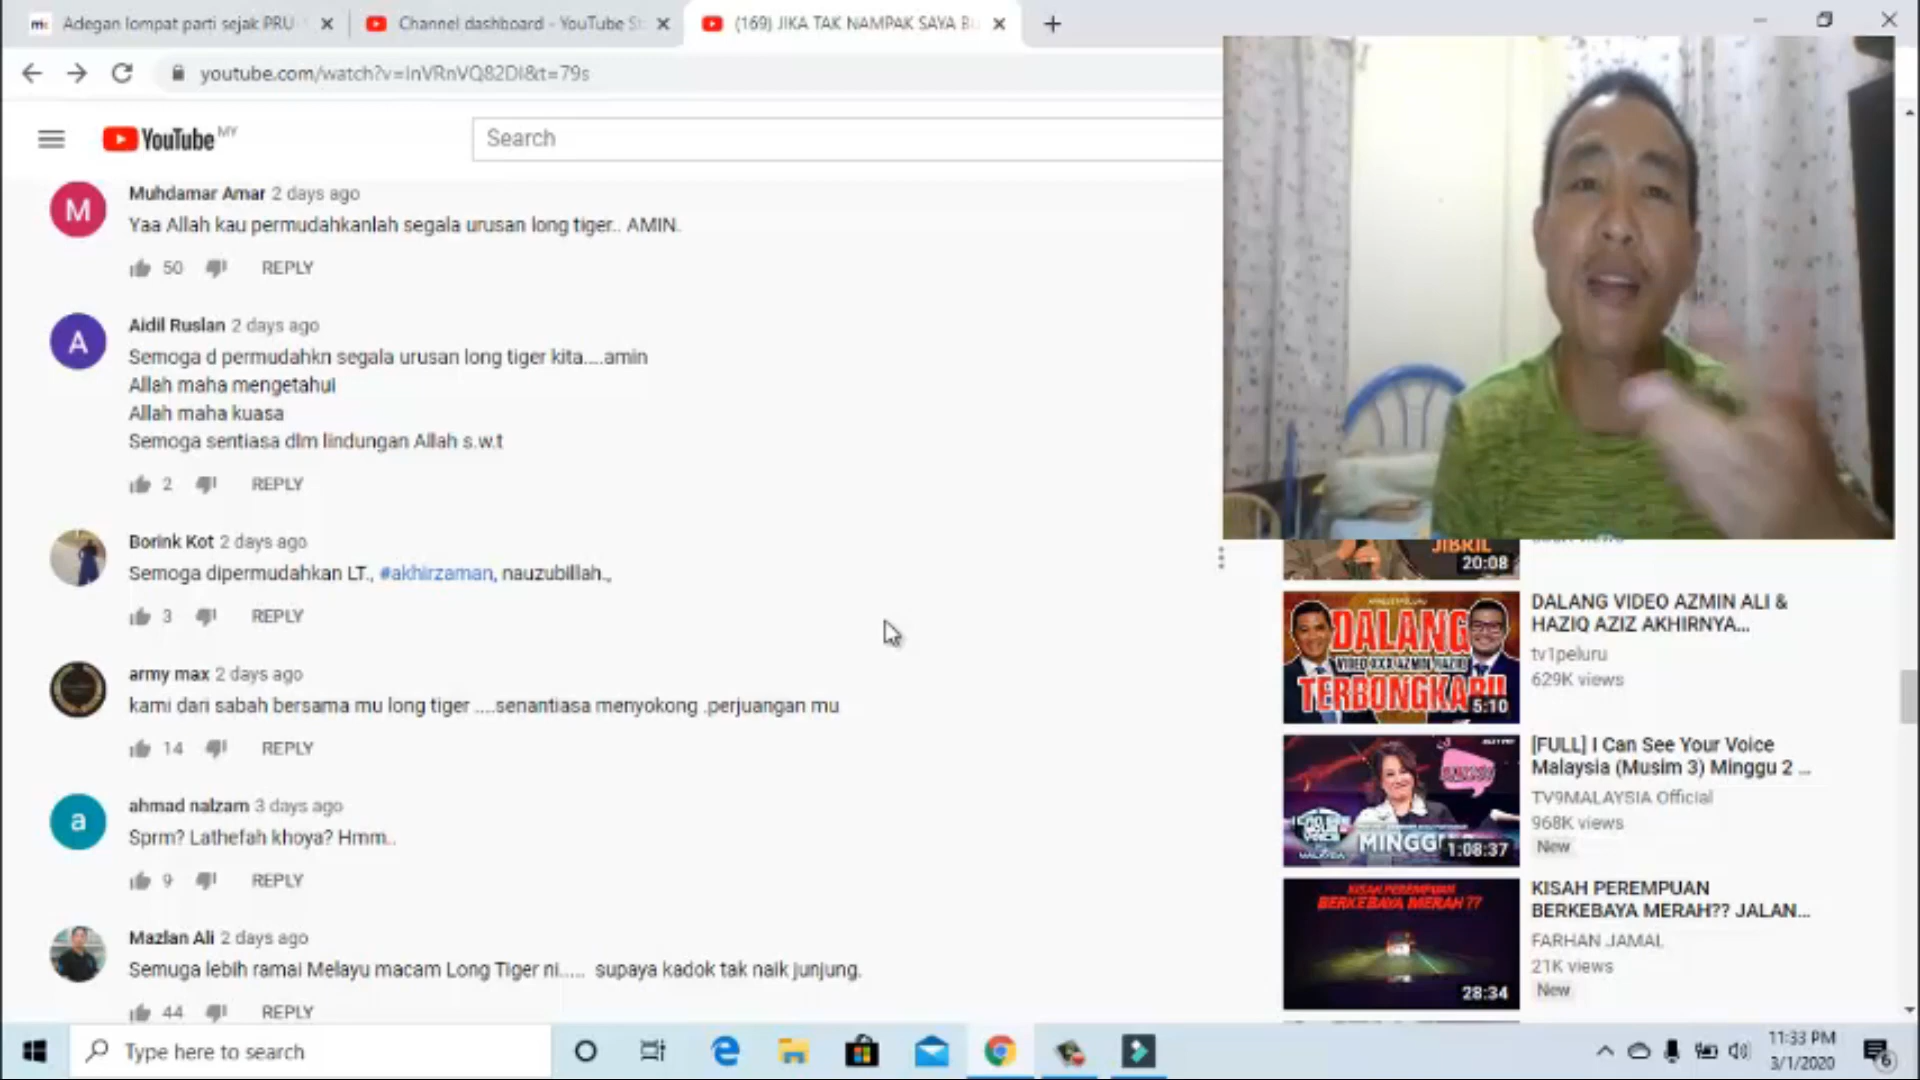 Adegan lompat parti sejak PRU
Channel dashboard - YouTube St
(169) JIKA TAK NAMPAK SAYA BU
youtube.com/watch?v=InVRnVQ82DI&t=79s
YouTube MY
Search
Muhdamar Amar 2 days ago
Yaa Allah kau permudahkanlah segala urusan long tiger.. AMIN.
50 REPLY
Aidil Ruslan 2 days ago
Semoga d permudahkn segala urusan long tiger kita....amin
Allah maha mengetahui
Allah maha kuasa
Semoga sentiasa dlm lindungan Allah s.w.t
2 REPLY
Borink Kot 2 days ago
Semoga dipermudahkan LT., #akhirzaman, nauzubillah.,
3 REPLY
army max 2 days ago
kami dari sabah bersama mu long tiger ....senantiasa menyokong .perjuangan mu
14 REPLY
a
ahmad naizam 3 days ago
Sprm? Lathefah khoya? Hmm..
9 REPLY
Mazlan Ali 2 days ago
Semuga lebih ramai Melayu macam Long Tiger ni..... supaya kadok tak naik junjung.
44 REPLY
M
A
JIBRIL
20:08
DALANG
VIDEO XXX AZMIN HAZIQ
TERBONGKAR!!
5:10
DALANG VIDEO AZMIN ALI &
HAZIQ AZIZ AKHIRNYA...
tv1peluru
629K views
MINGGU
1:08:37
[FULL] I Can See Your Voice
Malaysia (Musim 3) Minggu 2 ...
TV9MALAYSIA Official
968K views
New
KISAH PEREMPUAN
BERKEBAYA MERAH ??
28:34
KISAH PEREMPUAN
BERKEBAYA MERAH?? JALAN...
FARHAN JAMAL
21K views
New
Type here to search
11:33 PM
3/1/2020
6